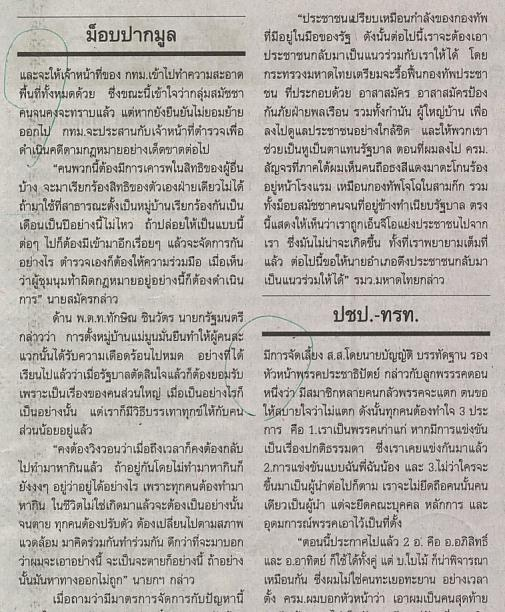 ม็อบปากมูล
และจะให้เจ้าหน้าที่ของ กทม.เข้าไปทำความสะอาด
พื้นที่ทั้งหมดด้วย ซึ่งขณะนี้เข้าใจว่ากลุ่มสมัชชา
คนจนคงจะทราบแล้ว แต่หากยังยืนยันไม่ยอมย้าย
ออกไป กทม.จะประสานกับเจ้าหน้าที่ตำรวจเพื่อ
ดำเนินคดีตามกฎหมายอย่างเด็ดขาดต่อไป
“คนพวกนี้ต้องมีการเคารพในสิทธิของผู้อื่น
บ้าง จะมาเรียกร้องสิทธิของตัวเองฝ่ายเดียวไม่ได้
ถ้ามาใช้ที่สาธารณะตั้งเป็นหมู่บ้านเรียกร้องกันเป็น
เดือนเป็นปีอย่างนี้ไม่ไหว ถ้าปล่อยให้เป็นแบบนี้
ต่อๆ ไปก็ต้องมีเข้ามาอีกเรื่อยๆ แล้วจะจัดการกัน
อย่างไร ตำรวจเองก็ต้องให้ความร่วมมือ เมื่อเห็น
ว่าผู้ชุมนุมทำผิดกฎหมายอยู่อย่างนี้ก็ต้องดำเนิน
การ” นายสมัครกล่าว
ด้าน พ.ต.ท.ทักษิณ ชินวัตร นายกรัฐมนตรี
กล่าวว่า การตั้งหมู่บ้านแม่มูนมั่นยืนทำให้ผู้คนละ
แวกนั้นได้รับความเดือดร้อนไปหมด อย่างที่ได้
เรียนไปแล้วว่าเมื่อรัฐบาลตัดสินใจแล้วก็ต้องยอมรับ
เพราะเป็นเรื่องของคนส่วนใหญ่ เมื่อเป็นอย่างไรก็
เป็นอย่างนั้น แต่เราก็มีวิธีบรรเทาทุกข์ให้กับคน
ส่วนน้อยอยู่แล้ว
“คงต้องวิงวอนว่าเมื่อถึงเวลาก็คงต้องกลับ
ไปทำมาหากินแล้ว ถ้าอยู่กันโดยไม่ทำมาหากินก็
ยังงงๆ อยู่ว่าอยู่ได้อย่างไร เพราะทุกคนต้องทำมา
หากิน ในชีวิตไม่ใช่เกิดมาแล้วจะต้องเป็นอย่างนั้น
จนตาย ทุกคนต้องปรับตัว ต้องเปลี่ยนไปตามสภาพ
แวดล้อม มาคิดร่วมกันทำร่วมกัน ดีกว่าที่จะมาบอก
ว่าผมจะเอาอย่างนี้ จะเป็นจะตายก็อย่างนี้ ถ้าอย่าง
นั้นมันหาทางออกไม่ถูก” นายกฯ กล่าว
เมื่อถามว่ามีมาตรการจัดการกับปัญหานี้
“ประชาชนเปรียบเหมือนกำลังของกองทัพ
ที่มีอยู่ในมือของรัฐ ดังนั้นต่อไปนี้เราจะต้องเอา
ประชาชนกลับมาเป็นแนวร่วมกับเราให้ได้ โดย
กระทรวงมหาดไทยเตรียมจะรื้อฟื้นกองทัพประชา
ชน ที่ประกอบด้วย อาสาสมัคร อาสาสมัครป้อง
กันภัยฝ่ายพลเรือน รวมทั้งกำนัน ผู้ใหญ่บ้าน เพื่อ
ลงไปดูแลประชาชนอย่างใกล้ชิด และให้พวกเขา
ช่วยเป็นหูเป็นตาแทนรัฐบาล ตอนที่ผมลงไป ครม.
สัญจรที่ภาคใต้ผมเห็นคนถือธงสีแดงมาตะโกนร้อง
อยู่หน้าโรงแรม เหมือนกองทัพโจโฉในสามก๊ก รวม
ทั้งม็อบสมัชชาคนจนที่อยู่ข้างทำเนียบรัฐบาล ตรง
นี้แสดงให้เห็นว่าเราถูกเอ็นจีโอแย่งประชาชนไปจาก
เรา ซึ่งมันไม่น่าจะเกิดขึ้น ทั้งที่เราพยายามเต็มที่
แล้ว ต่อไปนี้ขอให้นายอำเภอดึงประชาชนกลับมา
เป็นแนวร่วมให้ได้” รมว.มหาดไทยกล่าว
ปชป.-ทรท.
มีการจัดเลี้ยง ส.ส.โดยนายบัญญัติ บรรทัดฐาน รอง
หัวหน้าพรรคประชาธิปัตย์ กล่าวกับลูกพรรคตอน
หนึ่งว่า มีสมาชิกหลายคนกลัวพรรคจะแตก ตนขอ
ให้สบายใจว่าไม่แตก ดังนั้นทุกคนต้องทำใจ 3 ประ
การ คือ 1.เราเป็นพรรคเก่าแก่ หากมีการแข่งขัน
เป็นเรื่องปกติธรรมดา ซึ่งเราเคยแข่งกันมาแล้ว
2.การแข่งขันแบบฉันพี่ฉันน้อง และ 3.ไม่ว่าใครจะ
ขึ้นมาเป็นผู้นำต่อไปก็ตาม เราจะไม่ยึดถือคนนั้นคน
เดียวเป็นผู้นำ แต่จะยึดคณะบุคคล หลักการ และ
อุดมการณ์พรรคเอาไว้เป็นที่ตั้ง
“ตอนนี้ประกาศไปแล้ว 2 อ. คือ อ.อภิสิทธิ์
และ อ.อาทิตย์ ก็ใช้ได้ทั้งคู่ แต่ บ.ใบไม้ ก็น่าพิจารณา
เหมือนกัน ซึ่งผมไม่ใช่คนทะเยอทะยาน อย่างเวลา
ตั้ง ครม.ผมบอกหัวหน้าว่า เอาผมเป็นคนสุดท้าย